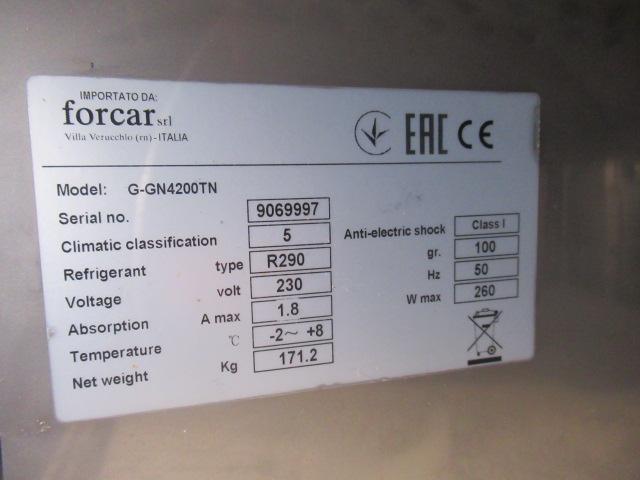 IMPORTATO DA:
forcar srl
Villa Verucchio (rn) - ITALIA
EAC CE
Model: G-GN4200TN
Serial no. 9069997
Climatic classification 5 Anti-electric shock Class I
Refrigerant type R290 gr. 100
Voltage volt 230 Hz 50
Absorption A max 1.8 W max 260
Temperature °C -2~ +8
Net weight Kg 171.2